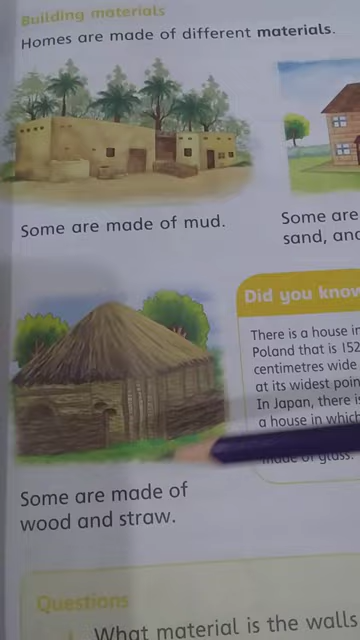 Building materials
Homes are made of different materials.
Some are made of mud.
Some are
sand, and
Did you know
There is a house in
Poland that is 152
centimetres wide
at its widest poin
In Japan, there is
a house in which
made of glass.
Some are made of
wood and straw.
Questions
What material is the walls